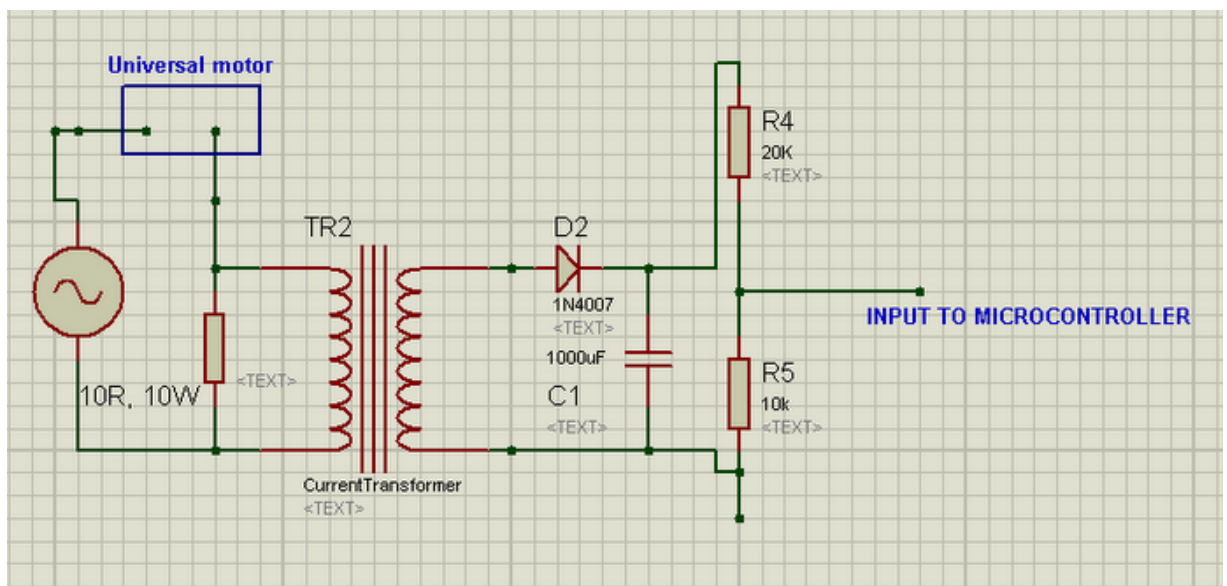 Universal motor
R4
20K
<TEXT>
TR2
D2
1N4007
<TEXT>
INPUT TO MICROCONTROLLER
1000uF
10R, 10W
<TEXT>
C1
<TEXT>
R5
10k
<TEXT>
CurrentTransformer
<TEXT>